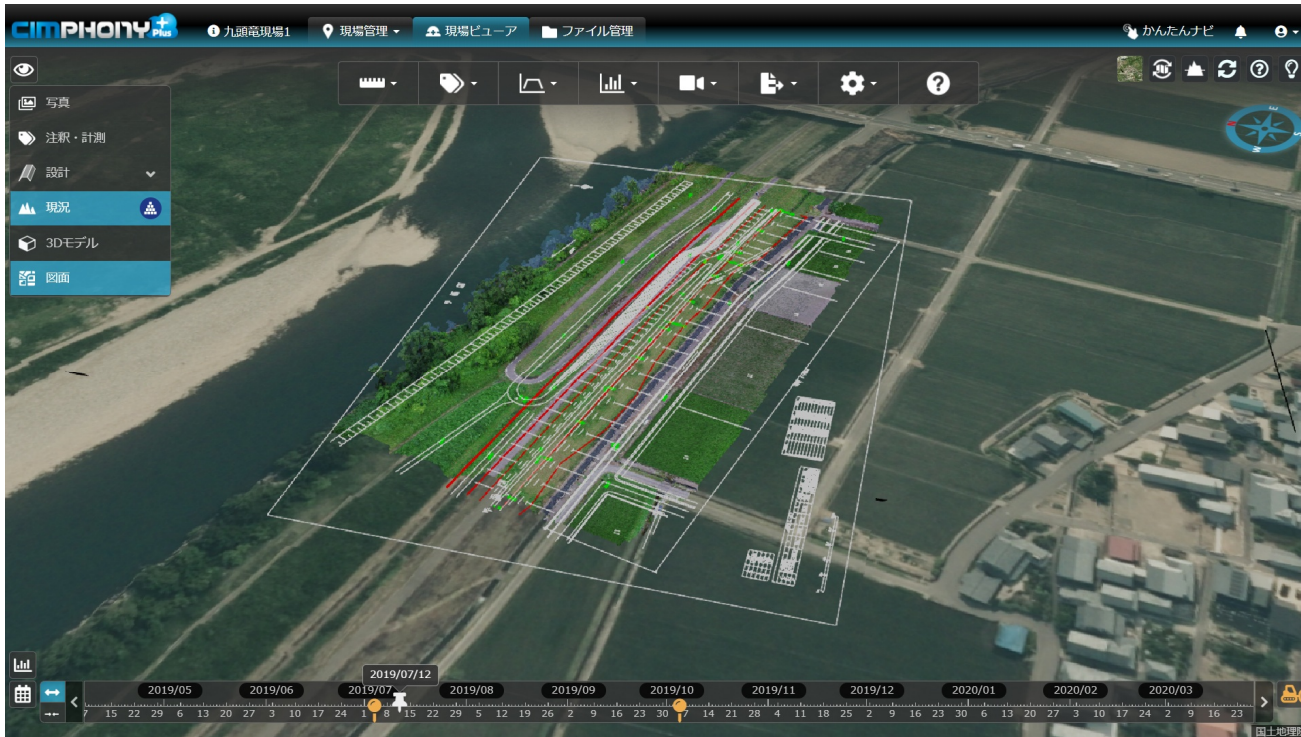 CIMPHONY Plus
九頭竜現場1
現場管理
現場ビューア
ファイル管理
かんたんナビ
写真
注釈・計測
設計
現況
3Dモデル
図面
E
S
W
2019/07/12
2019/05 2019/06 2019/07 2019/08 2019/09 2019/10 2019/11 2019/12 2020/01 2020/02 2020/03
7 15 22 29 6 13 20 27 3 10 17 24 1 8 15 22 29 5 12 19 26 2 9 16 23 30 7 14 21 28 4 11 18 25 2 9 16 23 30 6 13 20 27 3 10 17 24 2 9 16 23
国土地理院